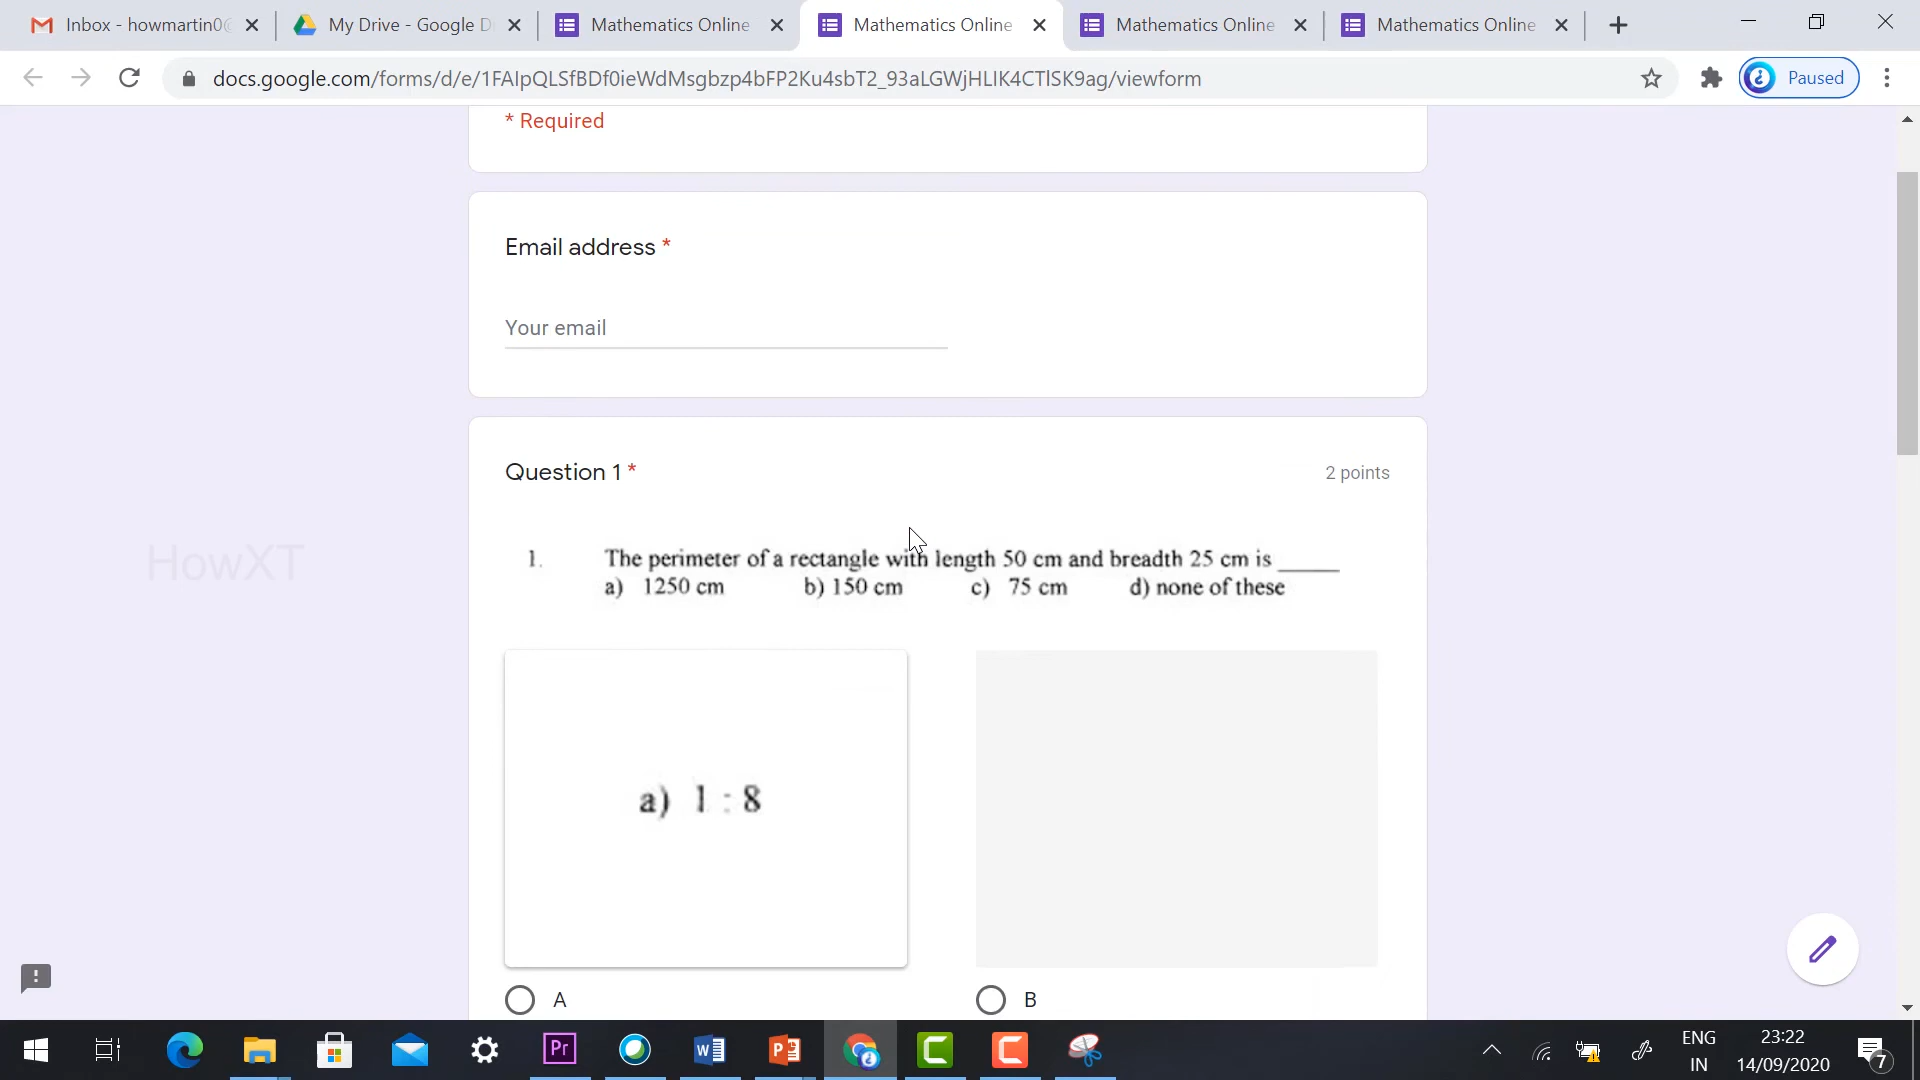 Inbox - howmartin0@
My Drive - Google D
Mathematics Online
Mathematics Online
Mathematics Online
Mathematics Online
docs.google.com/forms/d/e/1FAIpQLSfBDf0ieWdMsgbzp4bFP2Ku4sbT2_93aLGWjHLIK4CTlSK9ag/viewform
Paused
* Required
Email address *
Your email
Question 1 *
2 points
1. The perimeter of a rectangle with length 50 cm and breadth 25 cm is ______
a) 1250 cm b) 150 cm c) 75 cm d) none of these
HowXT
a) 1 : 8
A
B
Pr
ENG
IN
23:22
14/09/2020
7